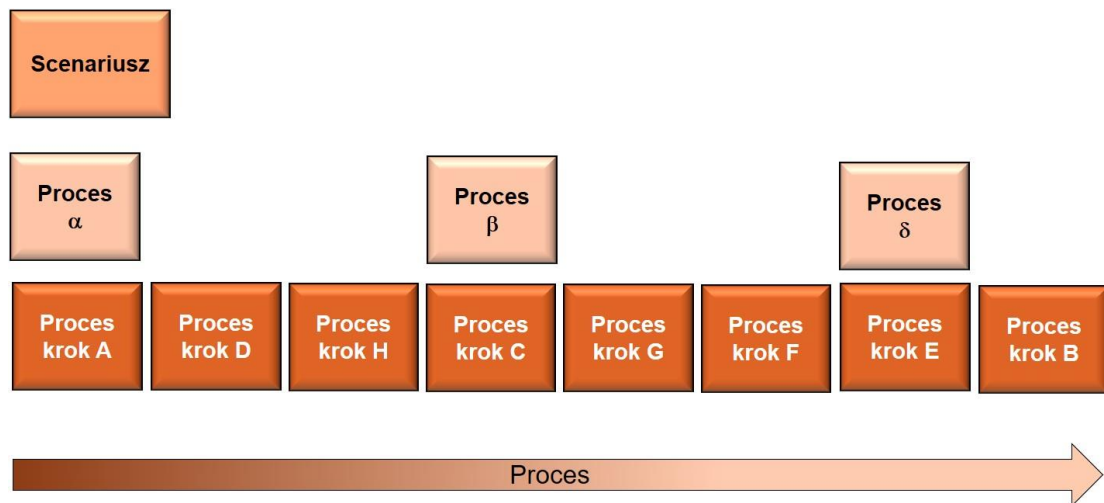 Scenariusz
Proces
α
Proces
β
Proces
δ
Proces
krok A
Proces
krok D
Proces
krok H
Proces
krok C
Proces
krok G
Proces
krok F
Proces
krok E
Proces
krok B
Proces